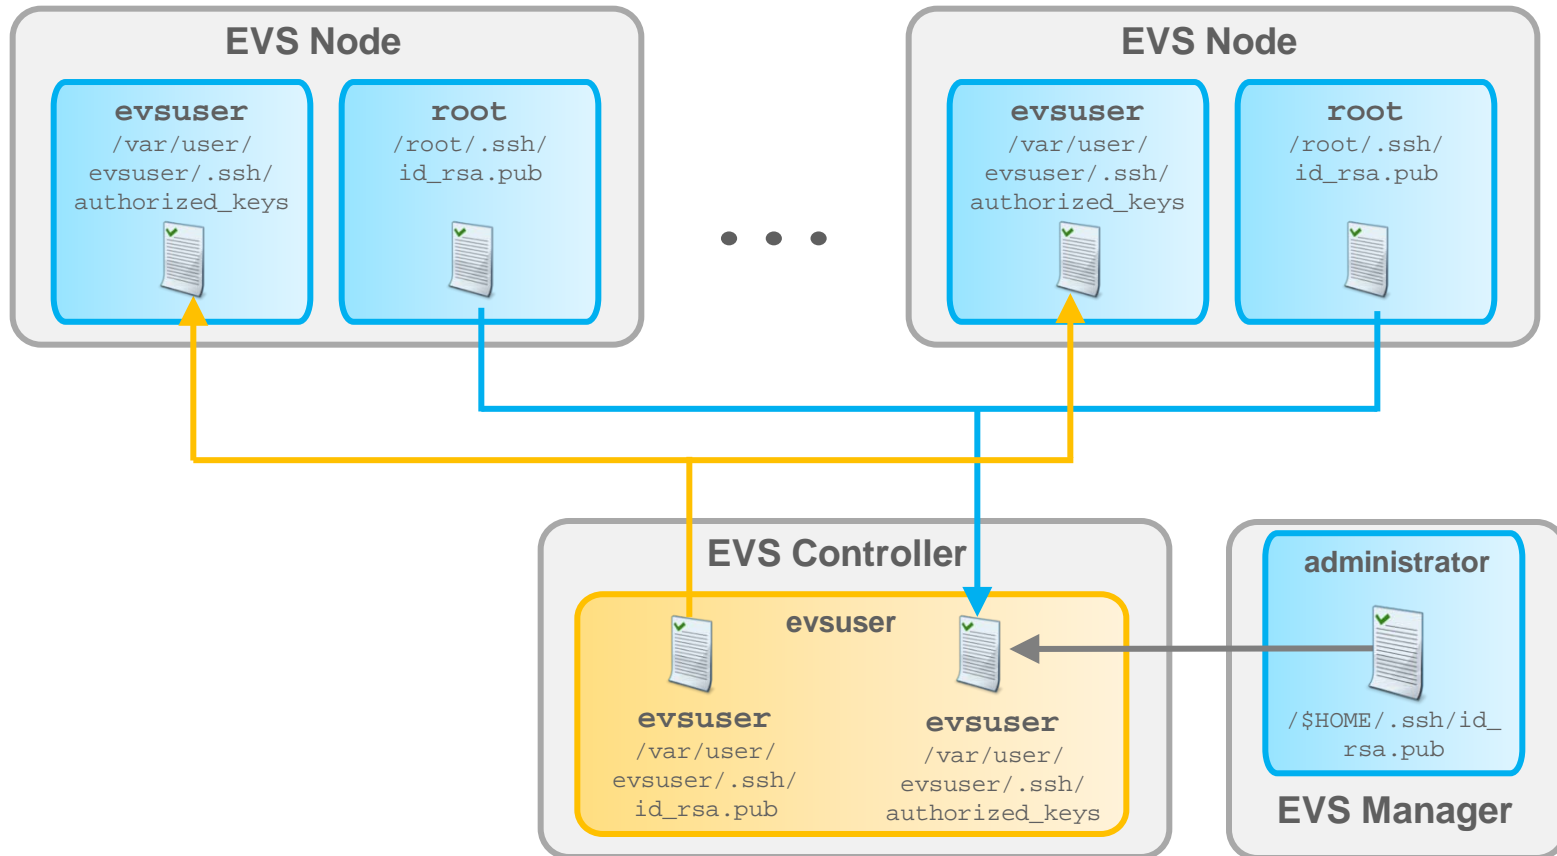 EVS Node
evsuser
/var/user/
evsuser/.ssh/
authorized_keys
root
/root/.ssh/
id_rsa.pub
EVS Node
evsuser
/var/user/
evsuser/.ssh/
authorized_keys
root
/root/.ssh/
id_rsa.pub
EVS Controller
evsuser
evsuser
/var/user/
evsuser/.ssh/
id_rsa.pub
evsuser
/var/user/
evsuser/.ssh/
authorized_keys
administrator
/$HOME/.ssh/id_
rsa.pub
EVS Manager